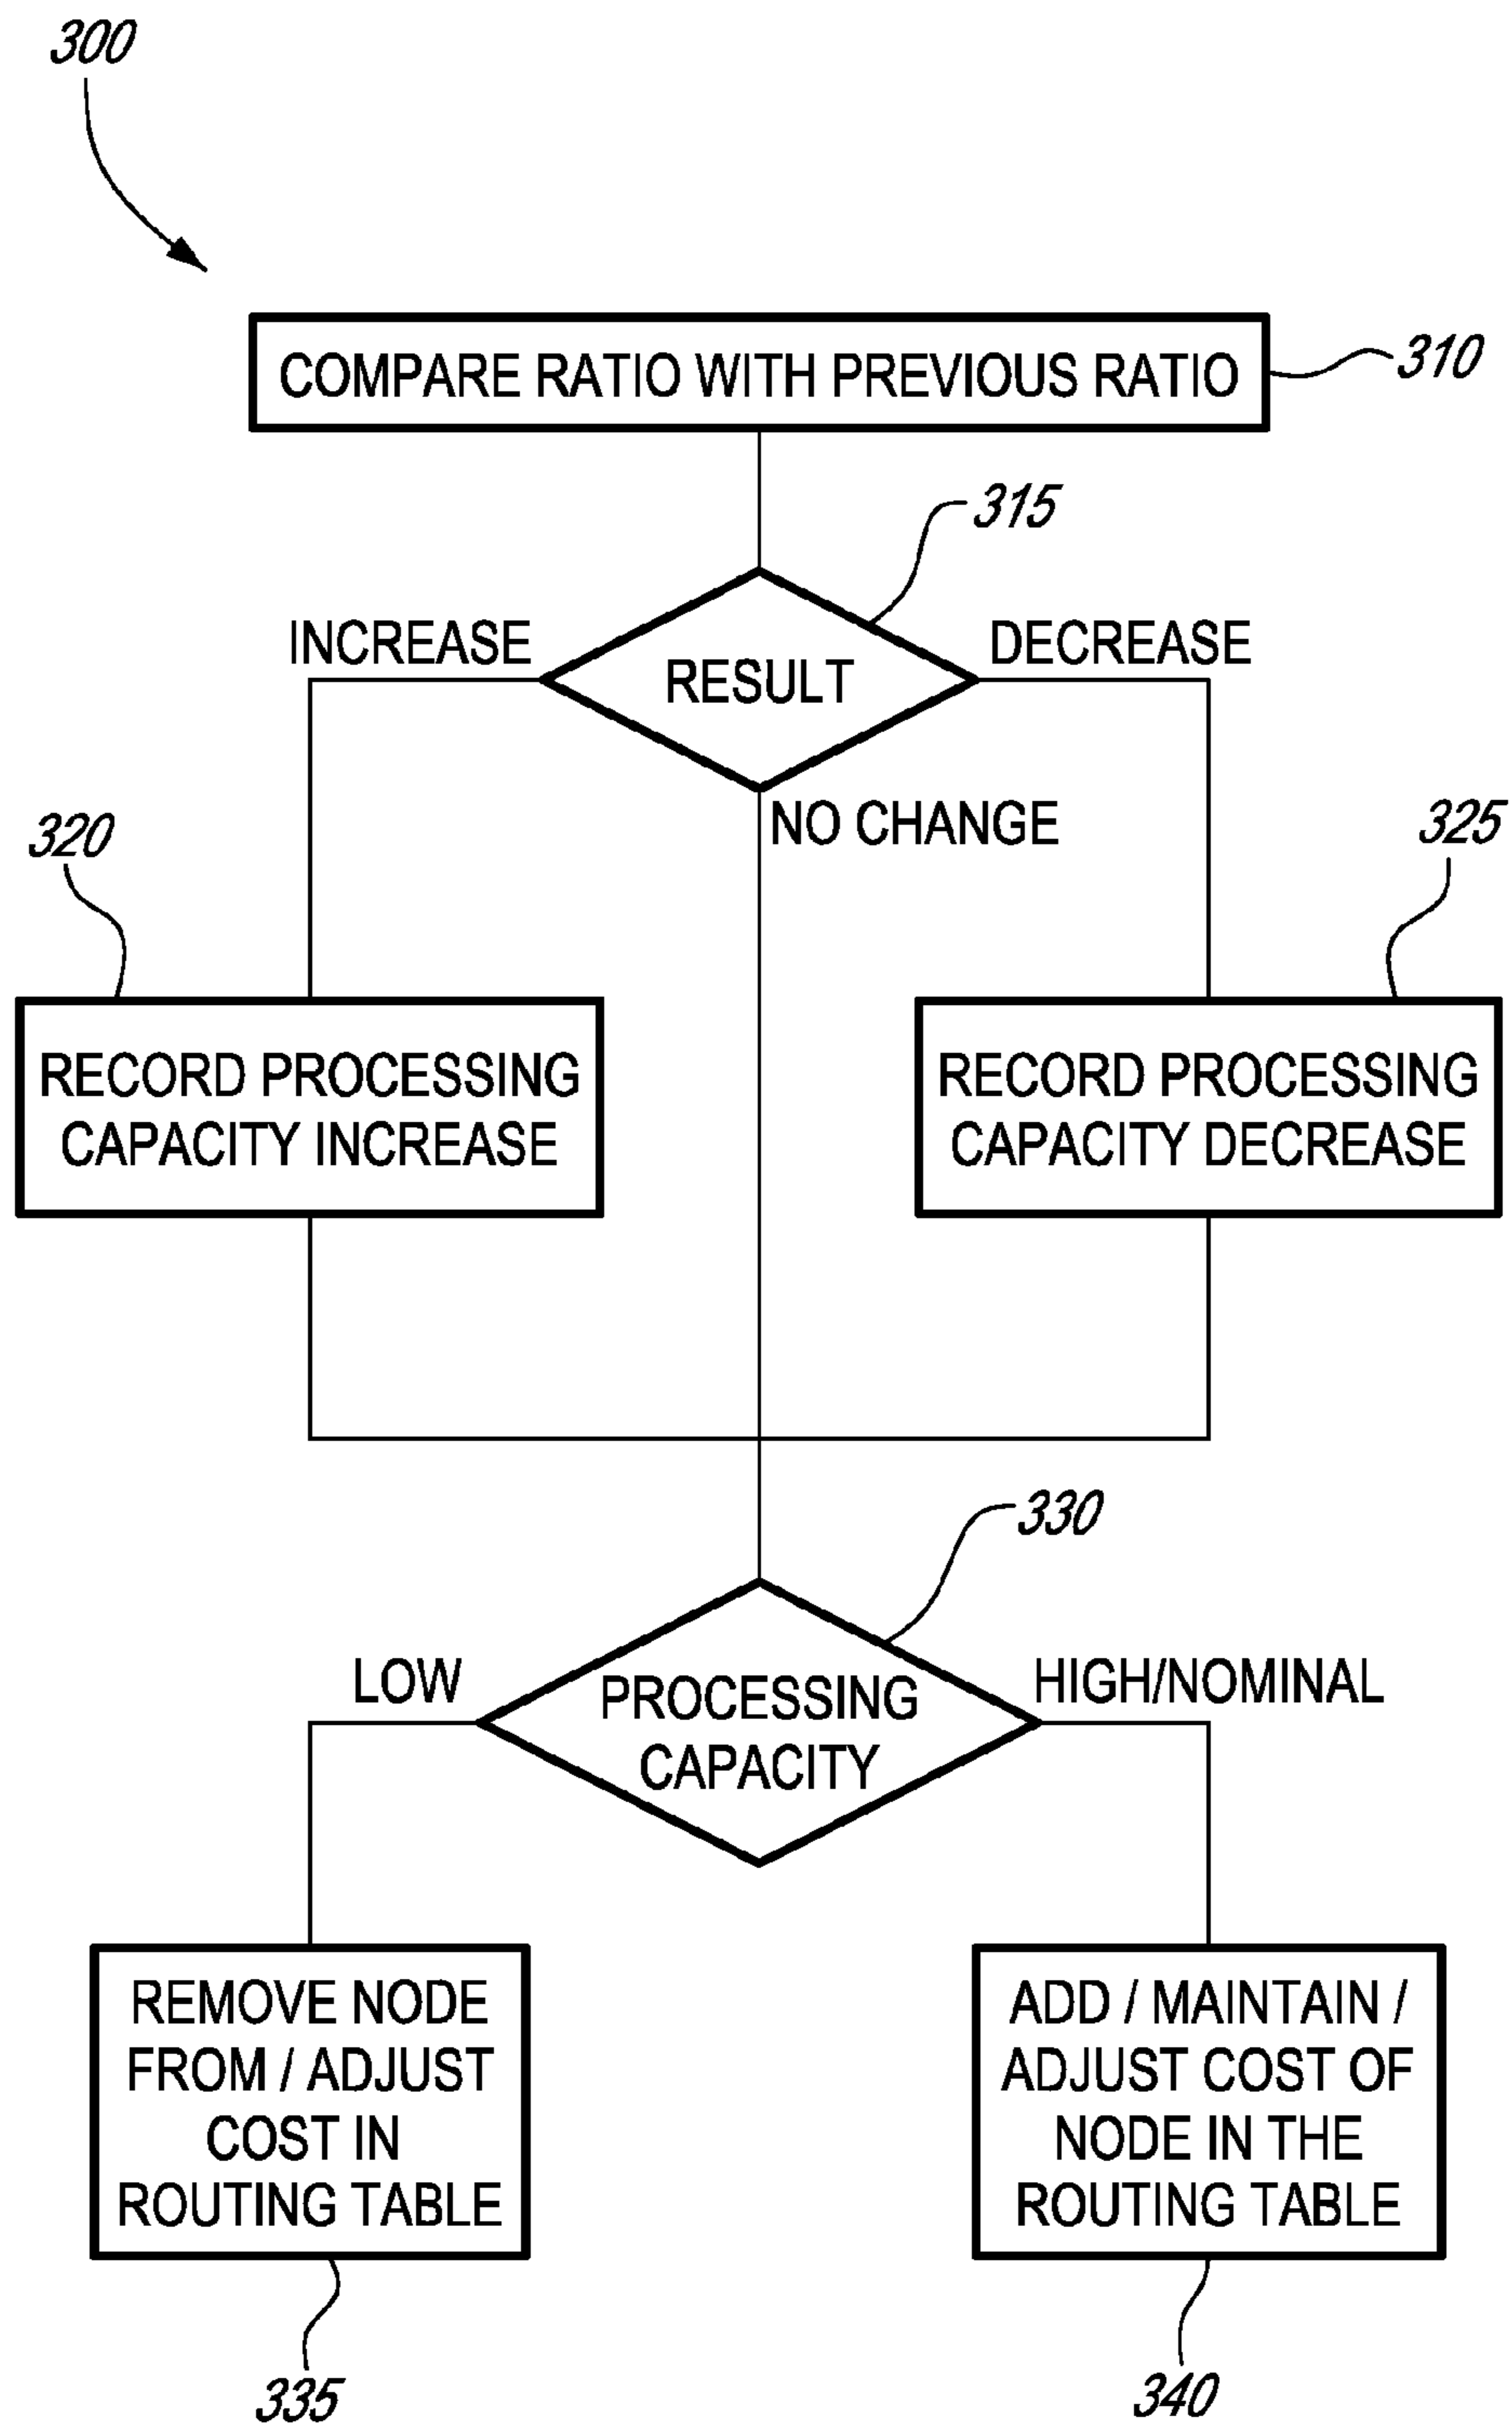 300
COMPARE RATIO WITH PREVIOUS RATIO
310
315
INCREASE
DECREASE
RESULT
NO CHANGE
320
325
RECORD PROCESSING
CAPACITY INCREASE
RECORD PROCESSING
CAPACITY DECREASE
330
LOW
HIGH/NOMINAL
PROCESSING
CAPACITY
REMOVE NODE
FROM / ADJUST
COST IN
ROUTING TABLE
ADD / MAINTAIN /
ADJUST COST OF
NODE IN THE
ROUTING TABLE
335
340